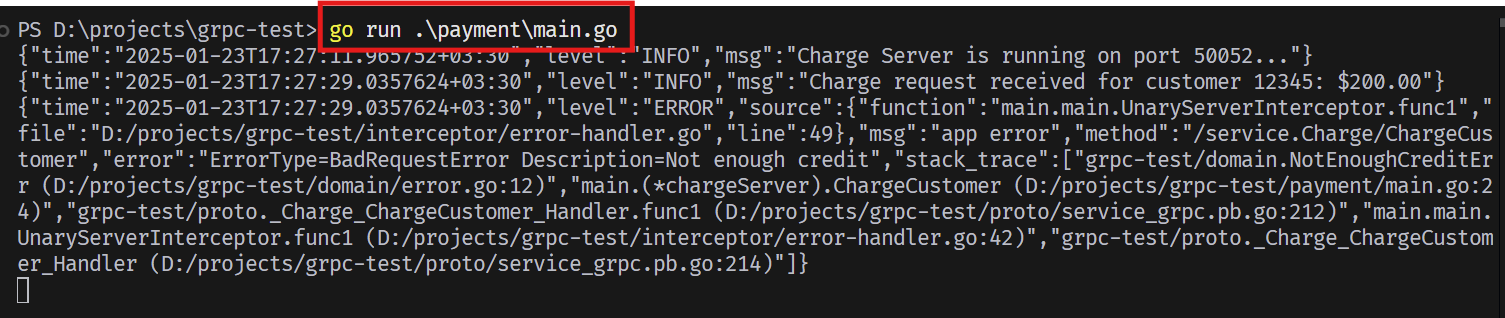 PS D:\projects\grpc-test> go run .\payment\main.go
{"time":"2025-01-23T17:27:11.965752+03:30","level":"INFO","msg":"Charge Server is running on port 50052..."}
{"time":"2025-01-23T17:27:29.0357624+03:30","level":"INFO","msg":"Charge request received for customer 12345: $200.00"}
{"time":"2025-01-23T17:27:29.0357624+03:30","level":"ERROR","source":{"function":"main.main.UnaryServerInterceptor.func1","
file":"D:/projects/grpc-test/interceptor/error-handler.go","line":49},"msg":"app error","method":"/service.Charge/ChargeCus
tomer","error":"ErrorType=BadRequestError Description=Not enough credit","stack_trace":["grpc-test/domain.NotEnoughCreditEr
r (D:/projects/grpc-test/domain/error.go:12)","main.(*chargeServer).ChargeCustomer (D:/projects/grpc-test/payment/main.go:2
4)","grpc-test/proto._Charge_ChargeCustomer_Handler.func1 (D:/projects/grpc-test/proto/service_grpc.pb.go:212)","main.main.
UnaryServerInterceptor.func1 (D:/projects/grpc-test/interceptor/error-handler.go:42)","grpc-test/proto._Charge_ChargeCustom
er_Handler (D:/projects/grpc-test/proto/service_grpc.pb.go:214)"]}